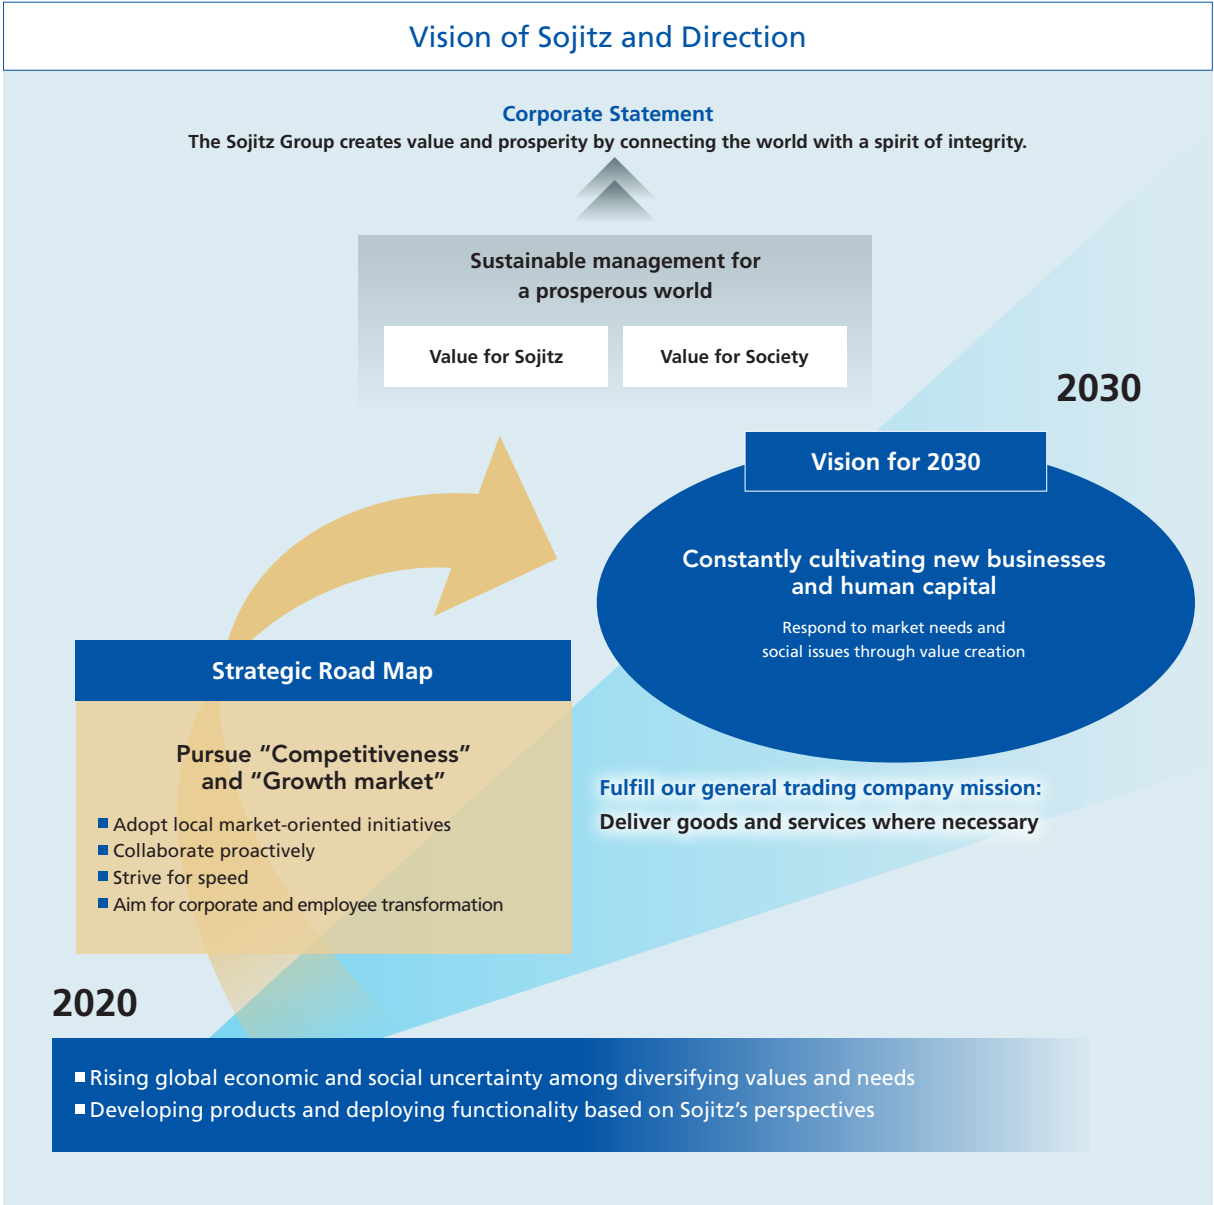 Vision of Sojitz and Direction
Corporate Statement
The Sojitz Group creates value and prosperity by connecting the world with a spirit of integrity.
Sustainable management for
a prosperous world
Value for Sojitz
Value for Society
2030
Vision for 2030
Constantly cultivating new businesses
and human capital
Respond to market needs and
social issues through value creation
Strategic Road Map
Pursue “Competitiveness”
and “Growth market”
Adopt local market-oriented initiatives
Collaborate proactively
Strive for speed
Aim for corporate and employee transformation
Fulfill our general trading company mission:
Deliver goods and services where necessary
2020
Rising global economic and social uncertainty among diversifying values and needs
Developing products and deploying functionality based on Sojitz’s perspectives